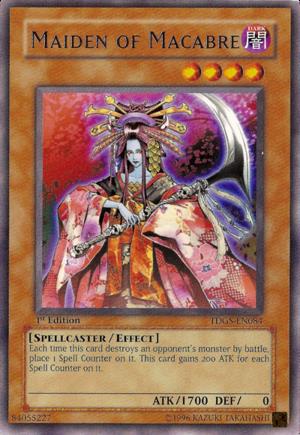 MAIDEN OF MACABRE
DARK
闇
1st Edition
TDGS-EN084
[SPELLCASTER / EFFECT]
Each time this card destroys an opponent's monster by battle,
place 1 Spell Counter on it. This card gains 200 ATK for each
Spell Counter on it.
ATK/1700 DEF/ 0
84055227
©1996 KAZUKI TAKAHASHI